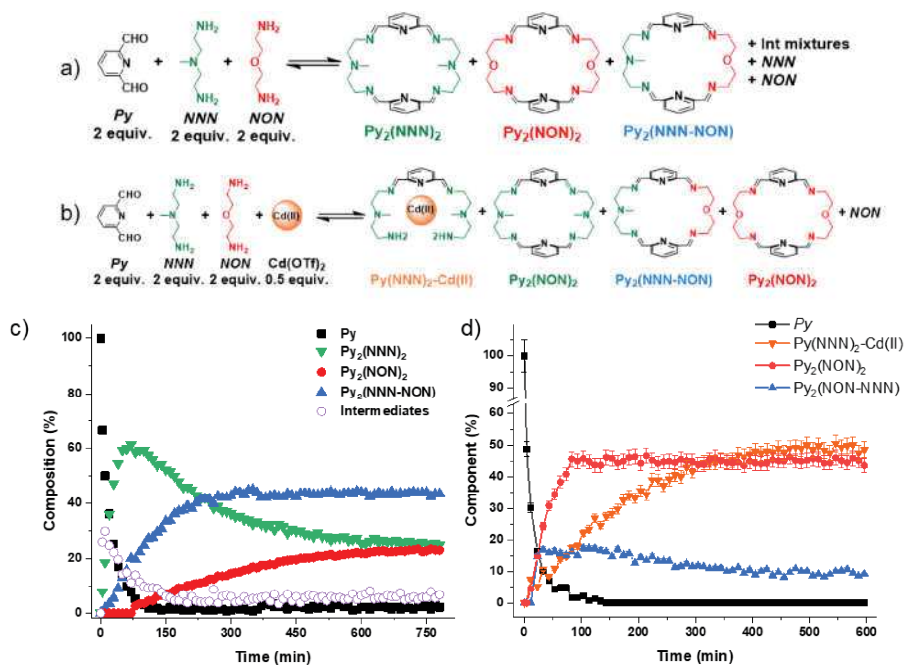 a)
CHO
N
CHO
+
NH₂
N
NH₂
+
NH₂
O
NH₂
N N N
N N
N N N
+
N N N
O O
N N N
+
N N N
N O
N N N
+ Int mixtures
+ NNN
+ NON
Py
2 equiv.
NNN
2 equiv.
NON
2 equiv.
Py₂(NNN)₂
Py₂(NON)₂
Py₂(NNN-NON)
b)
CHO
N
CHO
+
NH₂
N
NH₂
+
NH₂
O
NH₂
+
Cd(II)
N N N
N Cd(II) N
NH2 2HN
+
N N N
N N
N N N
+
N N N
N O
N N N
+
N N N
O O
N N N
+ NON
Py
2 equiv.
NNN
2 equiv.
NON
2 equiv.
Cd(OTf)₂
0.5 equiv.
Py(NNN)₂-Cd(II)
Py₂(NON)₂
Py₂(NNN-NON)
Py₂(NON)₂
c)
Py
Py₂(NNN)₂
Py₂(NON)₂
Py₂(NNN-NON)
Intermediates
Composition (%)
100
80
60
40
20
0
0 150 300 450 600 750
Time (min)
d)
Py
Py(NNN)₂-Cd(II)
Py₂(NON)₂
Py₂(NON-NNN)
Component (%)
100
90
50
40
30
20
10
0
0 100 200 300 400 500 600
Time (min)